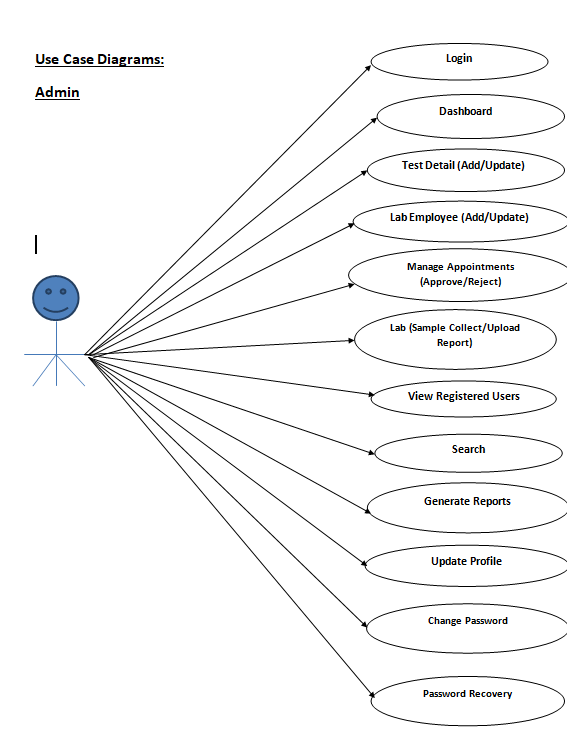 Use Case Diagrams:
Admin
Login
Dashboard
Test Detail (Add/Update)
Lab Employee (Add/Update)
Manage Appointments
(Approve/Reject)
Lab (Sample Collect/Upload
Report)
View Registered Users
Search
Generate Reports
Update Profile
Change Password
Password Recovery